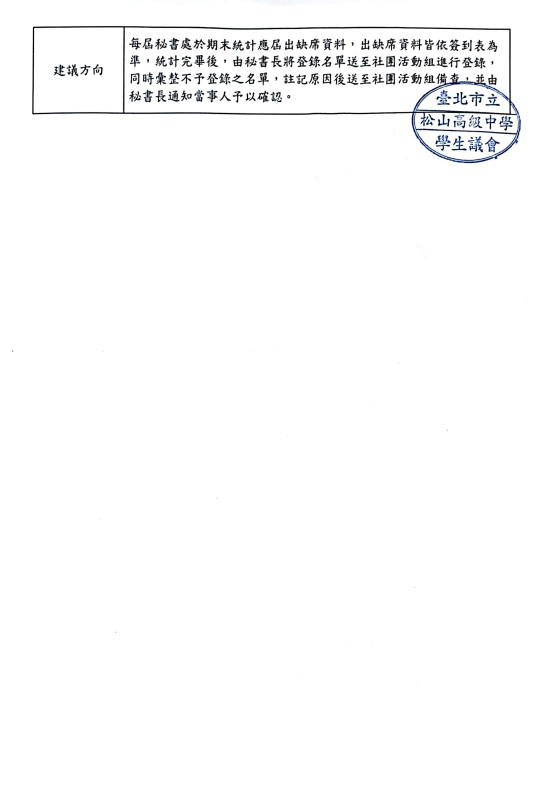 建議方向
每屆秘書處於期末統計應屆出缺席資料，出缺席資料皆依簽到表為
準，統計完畢後，由秘書長將登錄名單送至社團活動組進行登錄，
同時彙整不予登錄之名單，註記原因後送至社團活動組備查，並由
秘書長通知當事人予以確認。
臺北市立
松山高級中學
學生議會